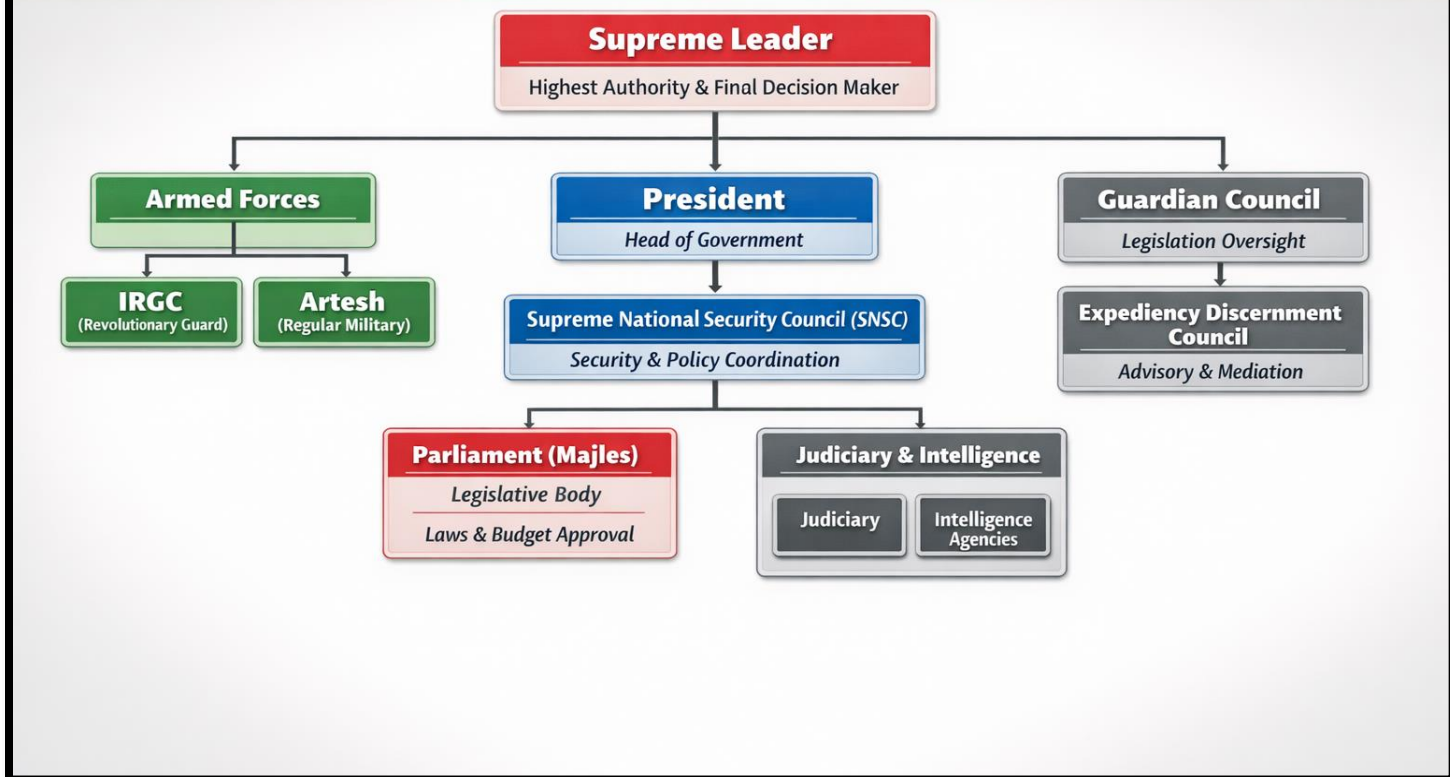 Supreme Leader
Highest Authority & Final Decision Maker
Armed Forces
IRGC
(Revolutionary Guard)
Artesh
(Regular Military)
President
Head of Government
Supreme National Security Council (SNSC)
Security & Policy Coordination
Guardian Council
Legislation Oversight
Expediency Discernment
Council
Advisory & Mediation
Parliament (Majles)
Legislative Body
Laws & Budget Approval
Judiciary & Intelligence
Judiciary
Intelligence
Agencies